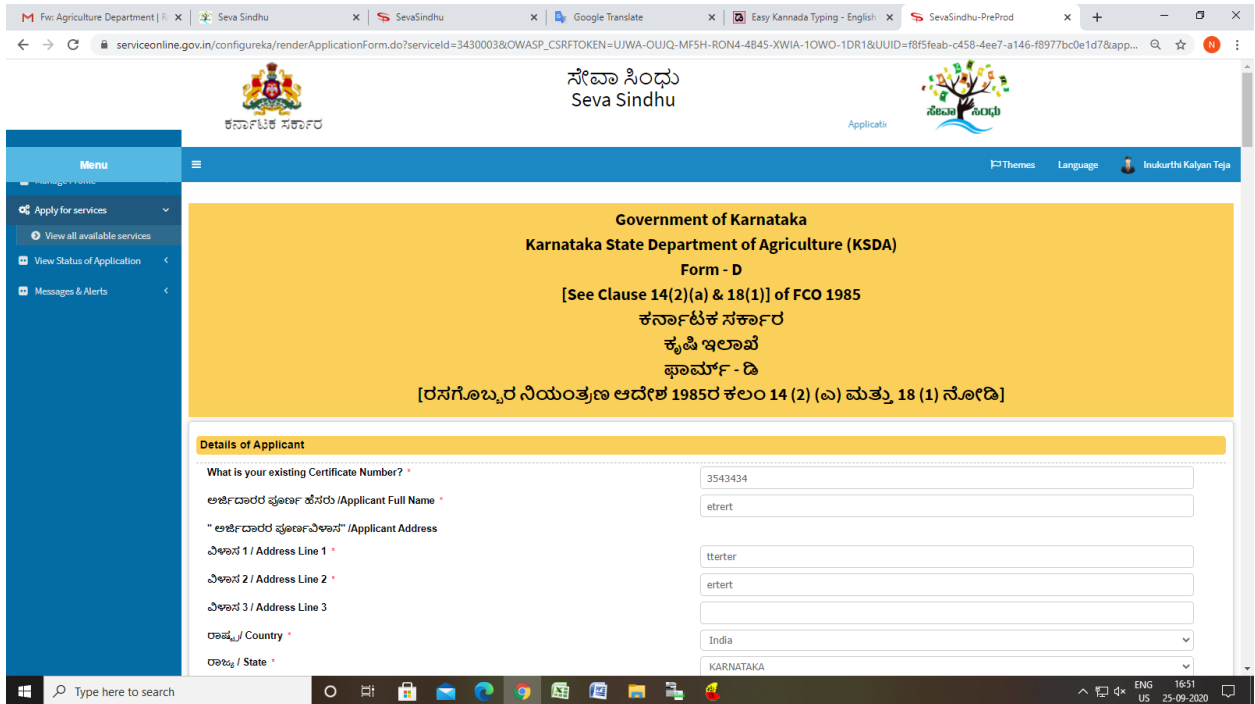 Fw: Agriculture Department | R
Seva Sindhu
SevaSindhu
Google Translate
Easy Kannada Typing - English
SevaSindhu-PreProd
serviceonline.gov.in/configureka/renderApplicationForm.do?serviceId=3430003&OWASP_CSRFTOKEN=UJWA-OUJQ-MF5H-RON4-4B45-XWIA-1OWO-1DR1&UUID=f8f5feab-c458-4ee7-a146-f8977bc0e1d7&app...
N
ಕರ್ನಾಟಕ ಸರ್ಕಾರ
ಸೇವಾ ಸಿಂಧು
Seva Sindhu
Applicatic
ಸೇವಾ ಸಿಂಧು
Menu
Themes
Language
Inukurthi Kalyan Teja
Manage Profile
Apply for services
View all available services
View Status of Application
Messages & Alerts
Government of Karnataka
Karnataka State Department of Agriculture (KSDA)
Form - D
[See Clause 14(2)(a) & 18(1)] of FCO 1985
ಕರ್ನಾಟಕ ಸರ್ಕಾರ
ಕೃಷಿ ಇಲಾಖೆ
ಫಾರ್ಮ್ - ಡಿ
[ರಸಗೊಬ್ಬರ ನಿಯಂತ್ರಣ ಆದೇಶ 1985ರ ಕಲಂ 14 (2) (ಎ) ಮತ್ತು 18 (1) ನೋಡಿ]
Details of Applicant
What is your existing Certificate Number? *
3543434
ಅರ್ಜಿದಾರರ ಪೂರ್ಣ ಹೆಸರು /Applicant Full Name *
etrert
" ಅರ್ಜಿದಾರರ ಪೂರ್ಣವಿಳಾಸ" /Applicant Address
ವಿಳಾಸ 1 / Address Line 1 *
tterter
ವಿಳಾಸ 2 / Address Line 2 *
ertert
ವಿಳಾಸ 3 / Address Line 3
ರಾಷ್ಟ್ರ/ Country *
India
ರಾಜ್ಯ / State *
KARNATAKA
Type here to search
ENG
US
16:51
25-09-2020